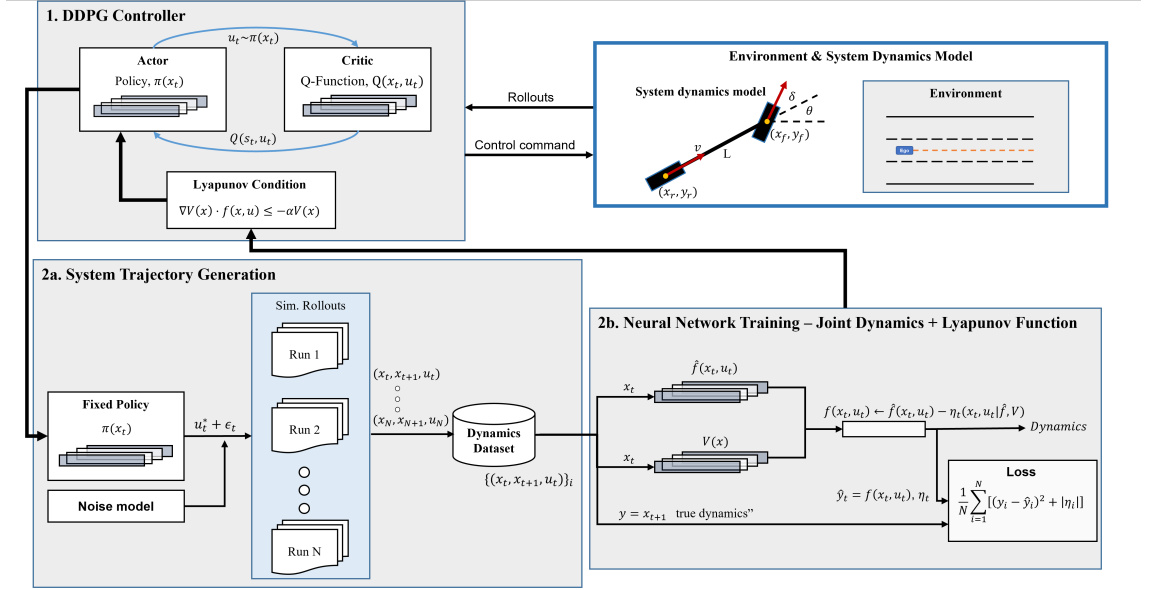 1. DDPG Controller
u_t~π(x_t)
Actor
Policy, π(x_t)
Critic
Q-Function, Q(x_t, u_t)
Q(s_t, u_t)
Lyapunov Condition
∇V(x) · f(x, u) ≤ −αV(x)
Rollouts
Control command
Environment & System Dynamics Model
System dynamics model
δ
θ
(x_f, y_f)
v
L
(x_r, y_r)
Environment
Ego
2a. System Trajectory Generation
Sim. Rollouts
Run 1
Run 2
Run N
Fixed Policy
π(x_t)
Noise model
u_t^* + ϵ_t
(x_t, x_{t+1}, u_t)
(x_N, x_{N+1}, u_N)
Dynamics
Dataset
{(x_t, x_{t+1}, u_t)}_i
2b. Neural Network Training – Joint Dynamics + Lyapunov Function
f̂(x_t, u_t)
x_t
V(x)
x_t
f(x_t, u_t) ← f̂(x_t, u_t) − η_t(x_t, u_t|f̂, V)
Dynamics
ŷ_t = f(x_t, u_t), η_t
y = x_{t+1} true dynamics”
Loss
1/N ∑_{i=1}^{N} [(y_i − ŷ_i)^2 + |η_i|]